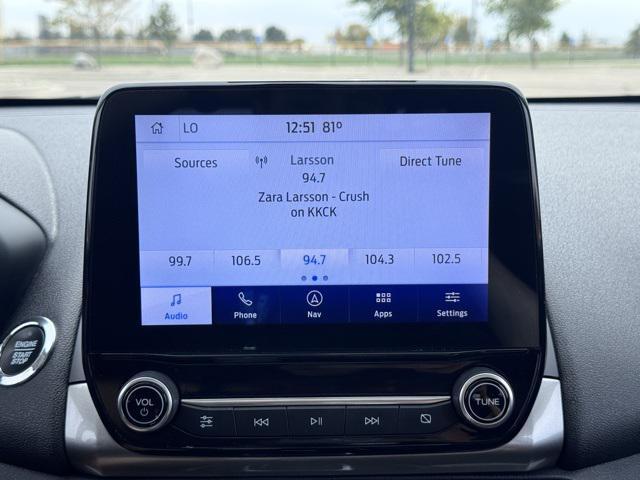 LO 12:51 81º
Sources Larsson Direct Tune
94.7
Zara Larsson - Crush
on KKCK
99.7 106.5 94.7 104.3 102.5
Audio Phone Nav Apps Settings
ENGINE
START
STOP
VOL
TUNE